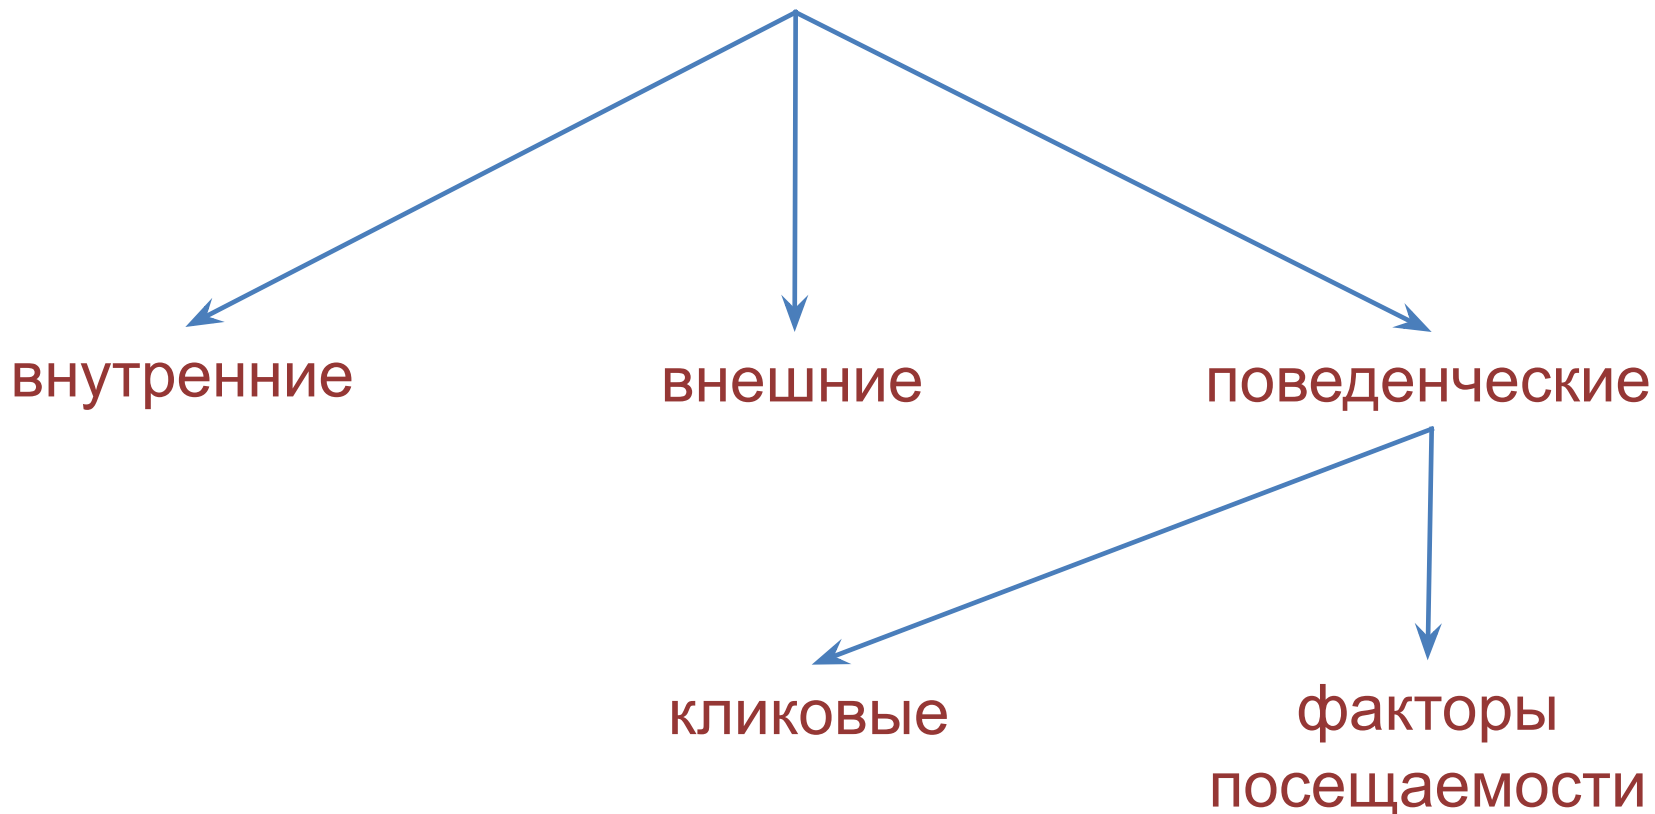 внутренние
внешние
поведенческие
кликовые
факторы
посещаемости